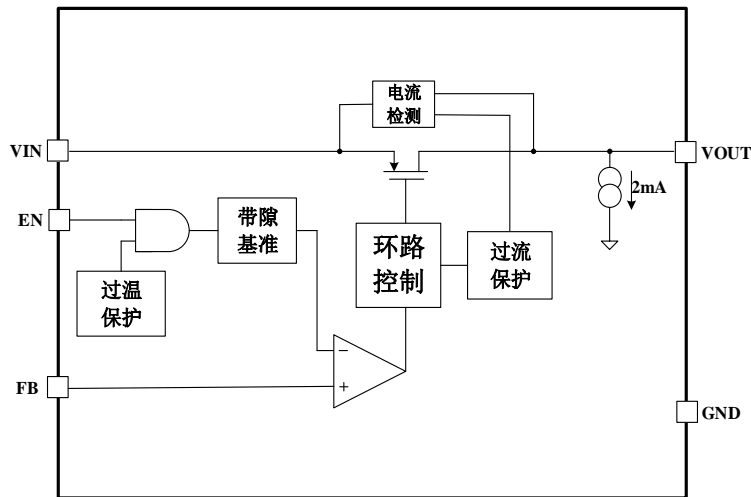 电流
检测
VIN
VOUT
2mA
EN
带隙
基准
环路
控制
过流
保护
过温
保护
−
+
FB
GND